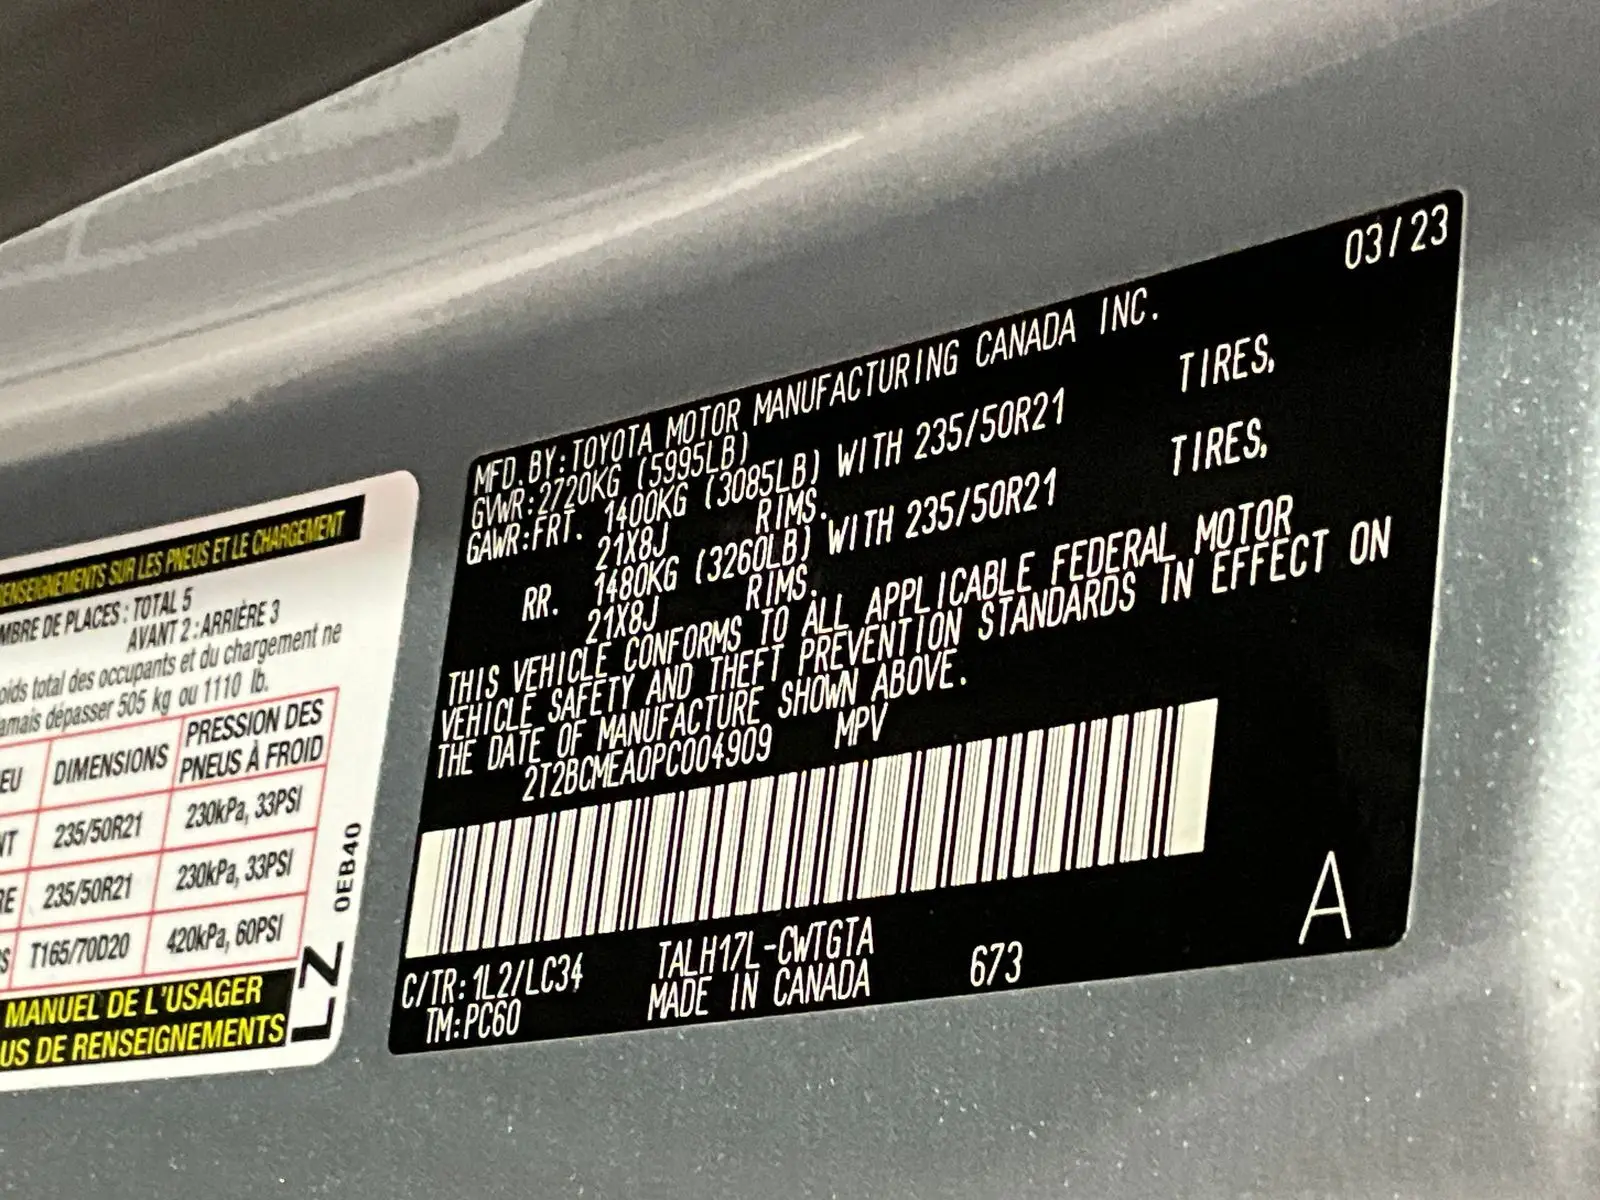 RENSEIGNEMENTS SUR LES PNEUS ET LE CHARGEMENT
DE PLACES : TOTAL 5
AVANT 2 : ARRIÈRE 3
total des occupants et du chargement ne
dépasser 505 kg ou 1110 lb.
DIMENSIONS
PRESSION DES
PNEUS À FROID
235/50R21 230kPa, 33PSI
235/50R21 230kPa, 33PSI
T165/70D20 420kPa, 60PSI
MANUEL DE L'USAGER
DE RENSEIGNEMENTS
0EB40
LZ
03/23
MFD. BY: TOYOTA MOTOR MANUFACTURING CANADA INC.
GVWR:2720KG (5995LB)
GAWR:FRT. 1400KG (3085LB) WITH 235/50R21 TIRES,
21X8J RIMS.
RR. 1480KG (3260LB) WITH 235/50R21 TIRES,
21X8J RIMS.
THIS VEHICLE CONFORMS TO ALL APPLICABLE FEDERAL MOTOR
VEHICLE SAFETY AND THEFT PREVENTION STANDARDS IN EFFECT ON
THE DATE OF MANUFACTURE SHOWN ABOVE.
2T2BCMEA0PC004909 MPV
C/TR: 1L2/LC34 TALH17L-CWTGTA
TM:PC60 MADE IN CANADA 673
A